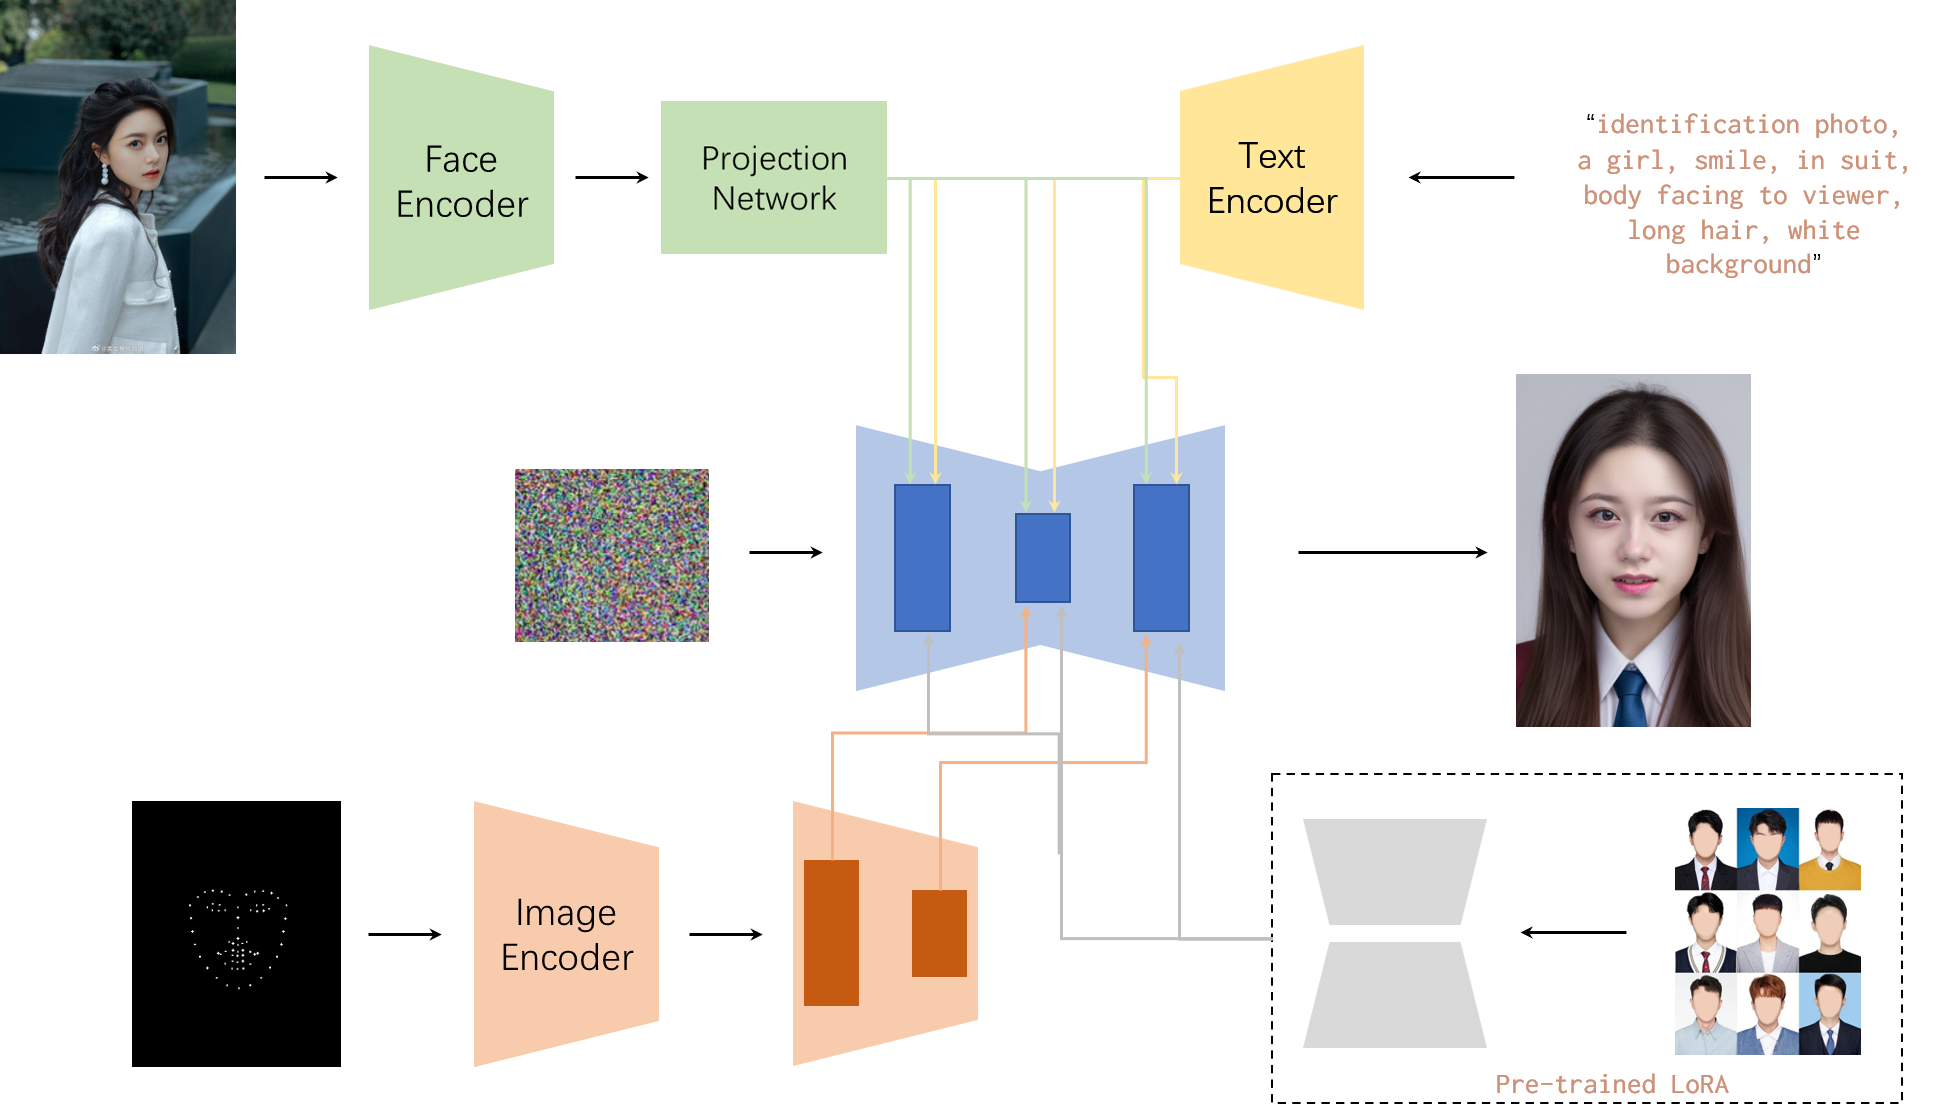 Face
Encoder
Projection
Network
Text
Encoder
“identification photo,
a girl, smile, in suit,
body facing to viewer,
long hair, white
background”
Image
Encoder
Pre-trained LoRA